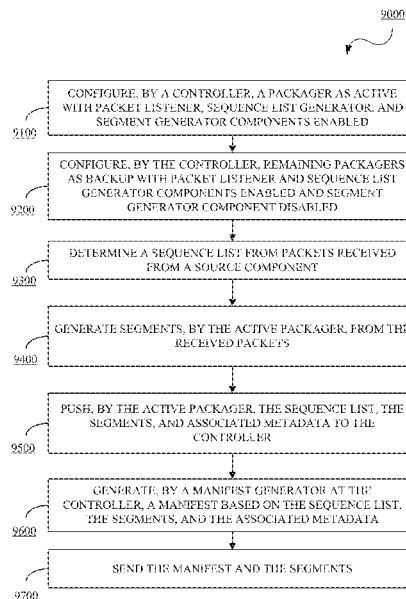 9000
CONFIGURE, BY A CONTROLLER, A PACKAGER AS ACTIVE
WITH PACKET LISTENER, SEQUENCE LIST GENERATOR, AND
SEGMENT GENERATOR COMPONENTS ENABLED
9100
CONFIGURE, BY THE CONTROLLER, REMAINING PACKAGERS
AS BACKUP WITH PACKET LISTENER AND SEQUENCE LIST
GENERATOR COMPONENTS ENABLED AND SEGMENT
GENERATOR COMPONENT DISABLED
9200
DETERMINE A SEQUENCE LIST FROM PACKETS RECEIVED
FROM A SOURCE COMPONENT
9300
GENERATE SEGMENTS, BY THE ACTIVE PACKAGER, FROM THE
RECEIVED PACKETS
9400
PUSH, BY THE ACTIVE PACKAGER, THE SEQUENCE LIST, THE
SEGMENTS, AND ASSOCIATED METADATA TO THE
CONTROLLER
9500
GENERATE, BY A MANIFEST GENERATOR AT THE
CONTROLLER, A MANIFEST BASED ON THE SEQUENCE LIST,
THE SEGMENTS, AND THE ASSOCIATED METADATA
9600
SEND THE MANIFEST AND THE SEGMENTS
9700